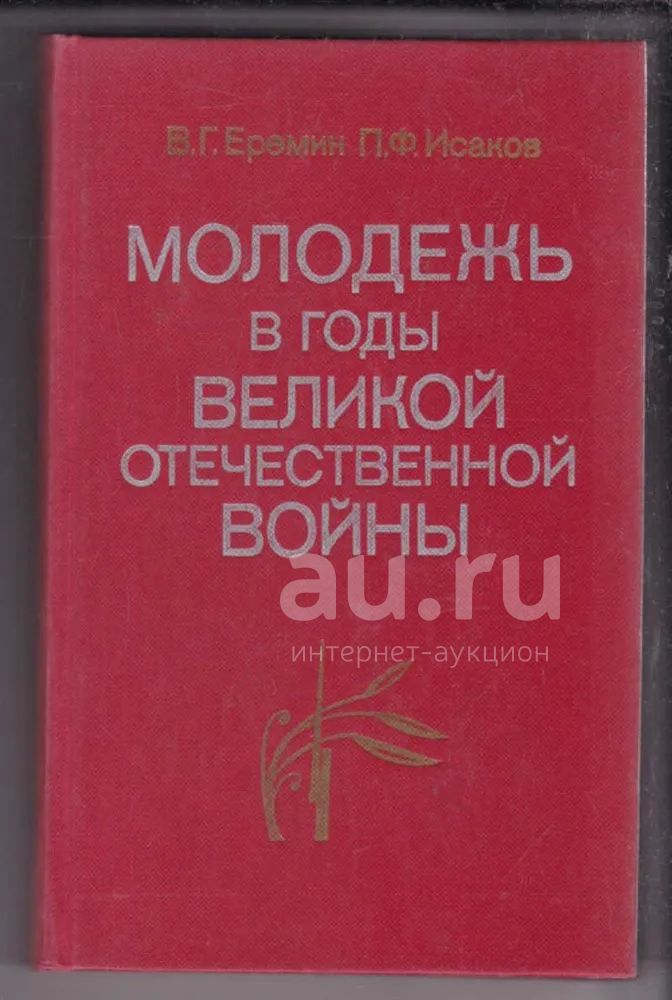 В.Г.Еремин П.Ф.Исаков
МОЛОДЕЖЬ
В ГОДЫ
ВЕЛИКОЙ
ОТЕЧЕСТВЕННОЙ
ВОЙНЫ
au.ru
интернет-аукцион